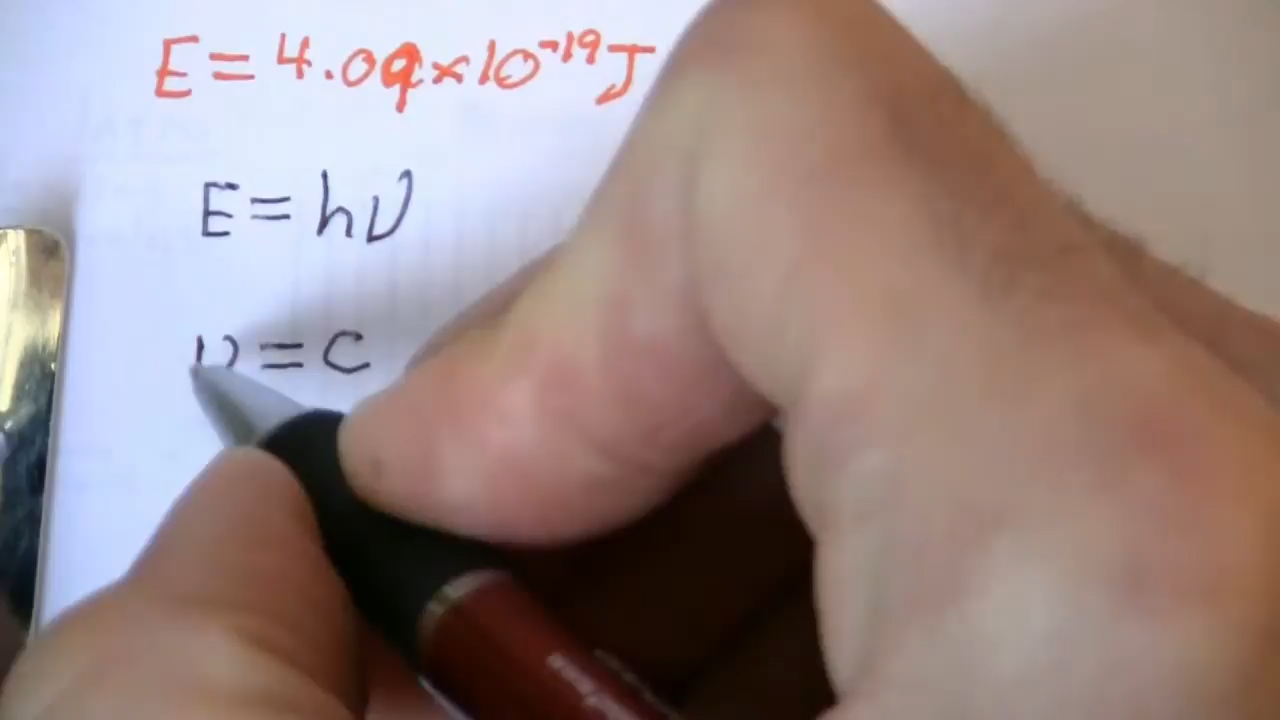 E = 4.09 x 10⁻¹⁹ J
E = hν
ν = c